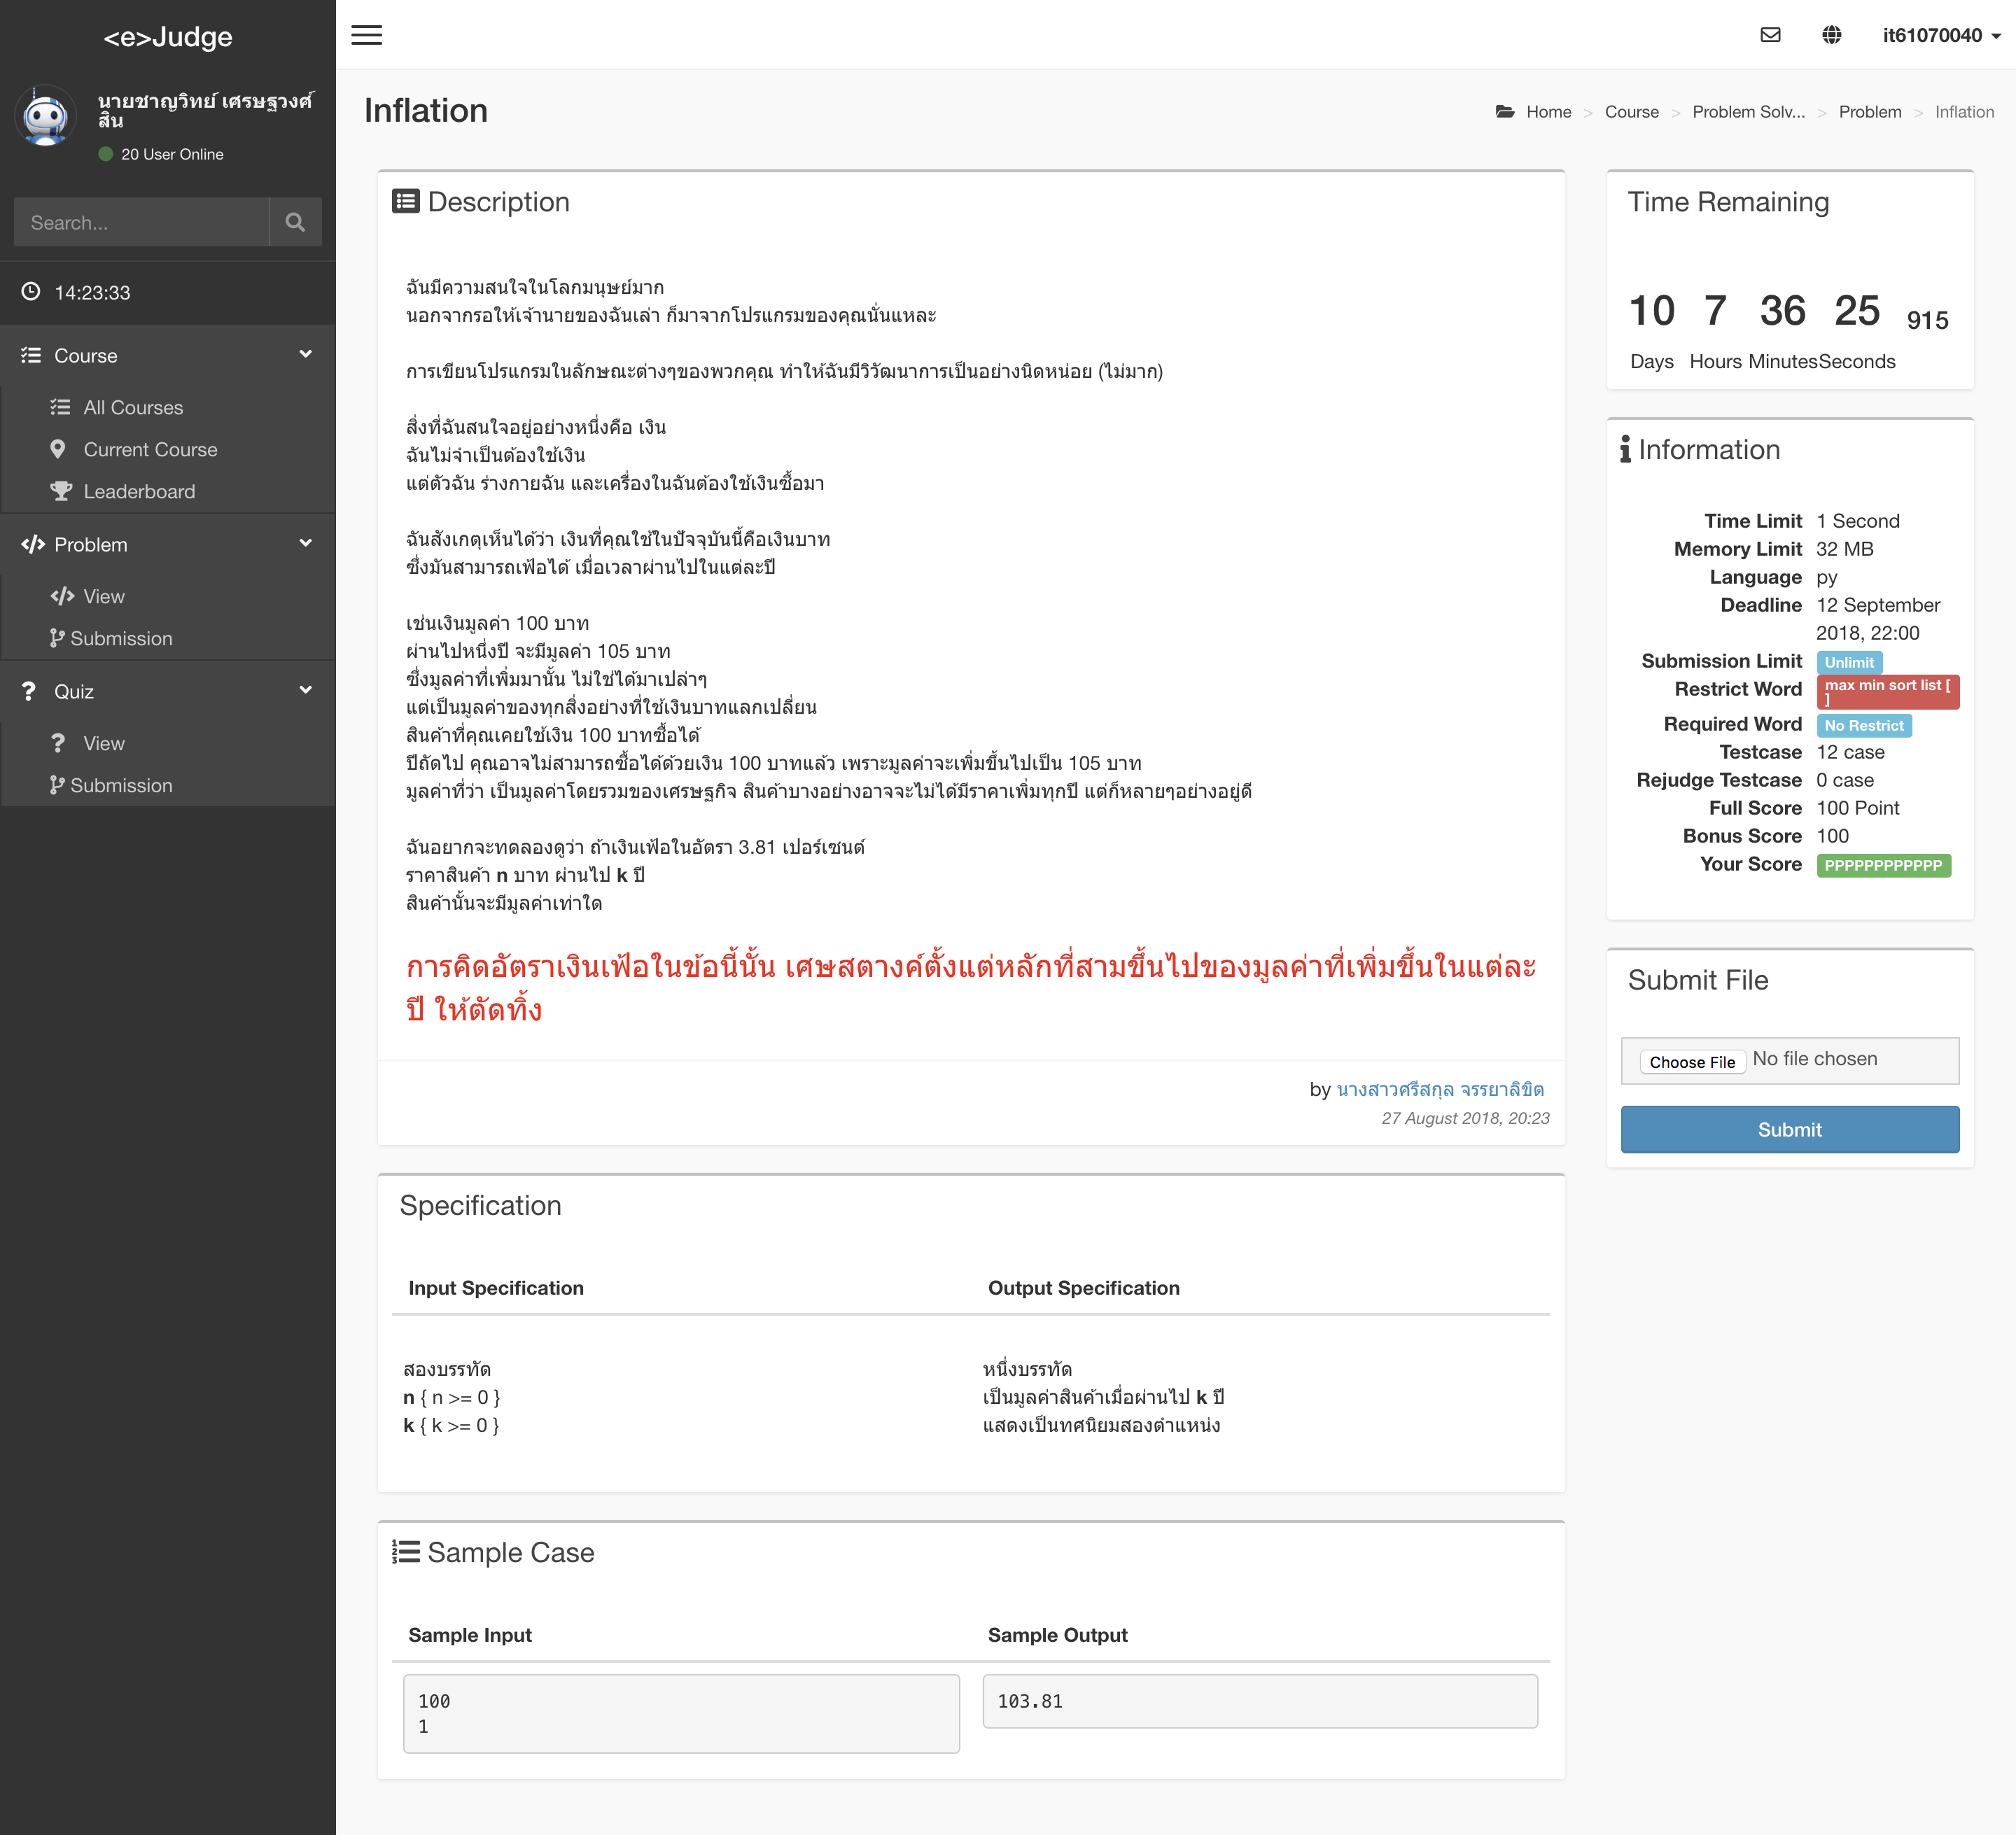 <e>Judge
นายชาญวิทย์ เศรษฐวงศ์
สิน
20 User Online
Search...
14:23:33
Course
All Courses
Current Course
Leaderboard
Problem
View
Submission
Quiz
View
Submission
it61070040
Inflation
Home > Course > Problem Solv... > Problem > Inflation
Description
ฉันมีความสนใจในโลกมนุษย์มาก
นอกจากรอให้เจ้านายของฉันเล่า ก็มาจากโปรแกรมของคุณนั่นแหละ
การเขียนโปรแกรมในลักษณะต่างๆของพวกคุณ ทำให้ฉันมีวิวัฒนาการเป็นอย่างนิดหน่อย (ไม่มาก)
สิ่งที่ฉันสนใจอยู่อย่างหนึ่งคือ เงิน
ฉันไม่จำเป็นต้องใช้เงิน
แต่ตัวฉัน ร่างกายฉัน และเครื่องในฉันต้องใช้เงินซื้อมา
ฉันสังเกตุเห็นได้ว่า เงินที่คุณใช้ในปัจจุบันนี้คือเงินบาท
ซึ่งมันสามารถเฟ้อได้ เมื่อเวลาผ่านไปในแต่ละปี
เช่นเงินมูลค่า 100 บาท
ผ่านไปหนึ่งปี จะมีมูลค่า 105 บาท
ซึ่งมูลค่าที่เพิ่มมานั้น ไม่ใช่ได้มาเปล่าๆ
แต่เป็นมูลค่าของทุกสิ่งอย่างที่ใช้เงินบาทแลกเปลี่ยน
สินค้าที่คุณเคยใช้เงิน 100 บาทซื้อได้
ปีถัดไป คุณอาจไม่สามารถซื้อได้ด้วยเงิน 100 บาทแล้ว เพราะมูลค่าจะเพิ่มขึ้นไปเป็น 105 บาท
มูลค่าที่ว่า เป็นมูลค่าโดยรวมของเศรษฐกิจ สินค้าบางอย่างอาจจะไม่ได้มีราคาเพิ่มทุกปี แต่ก็หลายๆอย่างอยู่ดี
ฉันอยากจะทดลองดูว่า ถ้าเงินเฟ้อในอัตรา 3.81 เปอร์เซนต์
ราคาสินค้า n บาท ผ่านไป k ปี
สินค้านั้นจะมีมูลค่าเท่าใด
การคิดอัตราเงินเฟ้อในข้อนี้นั้น เศษสตางค์ตั้งแต่หลักที่สามขึ้นไปของมูลค่าที่เพิ่มขึ้นในแต่ละ
ปี ให้ตัดทิ้ง
by นางสาวศรีสกุล จรรยาลิขิต
27 August 2018, 20:23
Specification
Input Specification Output Specification
สองบรรทัด
n { n >= 0 }
k { k >= 0 }
หนึ่งบรรทัด
เป็นมูลค่าสินค้าเมื่อผ่านไป k ปี
แสดงเป็นทศนิยมสองตำแหน่ง
Sample Case
Sample Input Sample Output
100
1
103.81
Time Remaining
10 7 36 25 915
Days Hours Minutes Seconds
Information
Time Limit 1 Second
Memory Limit 32 MB
Language py
Deadline 12 September
2018, 22:00
Submission Limit Unlimit
Restrict Word max min sort list [
]
Required Word No Restrict
Testcase 12 case
Rejudge Testcase 0 case
Full Score 100 Point
Bonus Score 100
Your Score PPPPPPPPPPPP
Submit File
Choose File No file chosen
Submit